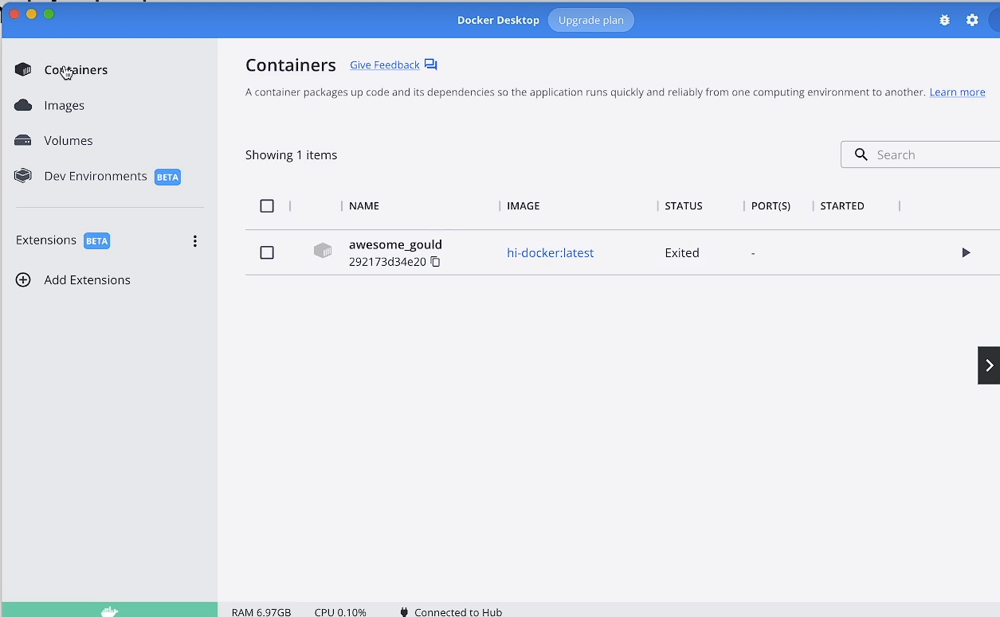 Docker Desktop Upgrade plan
Containers
Images
Volumes
Dev Environments BETA
Extensions BETA
Add Extensions
Containers Give Feedback
A container packages up code and its dependencies so the application runs quickly and reliably from one computing environment to another. Learn more
Showing 1 items
Search
NAME IMAGE STATUS PORT(S) STARTED
awesome_gould
292173d34e20
hi-docker:latest Exited -
RAM 6.97GB CPU 0.10% Connected to Hub